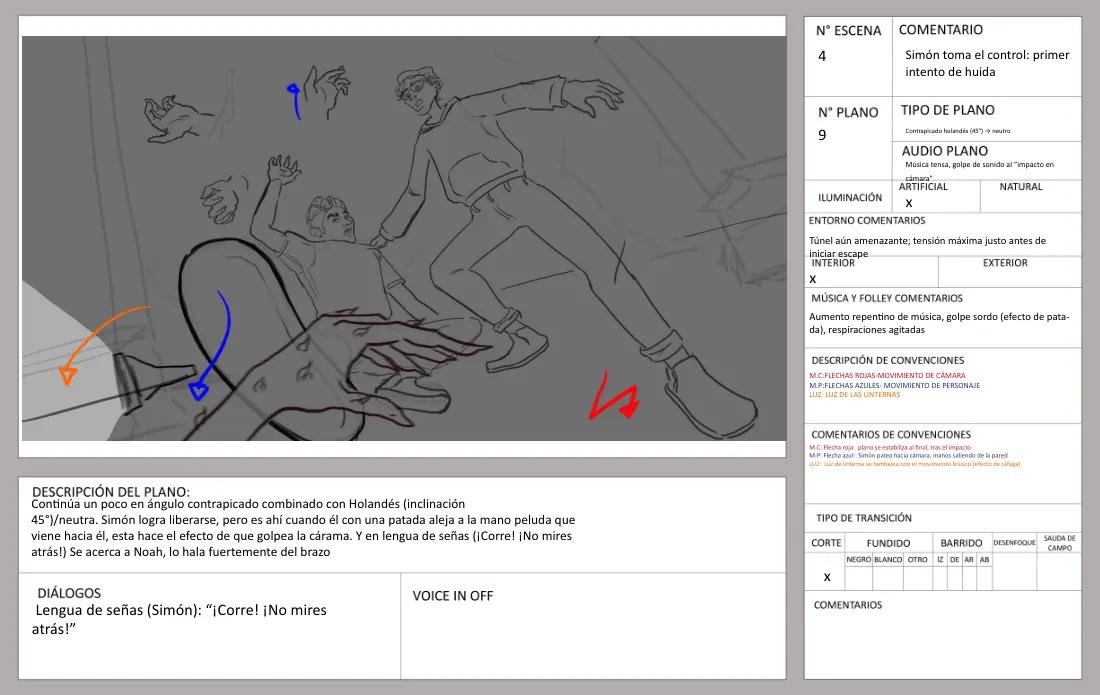 N° ESCENA
4
COMENTARIO
Simón toma el control: primer
intento de huida
N° PLANO
9
TIPO DE PLANO
Contrapicado holandés (45°) → neutro
AUDIO PLANO
Música tensa, golpe de sonido al “impacto en
cámara”
ILUMINACIÓN
ARTIFICIAL
X
NATURAL
ENTORNO COMENTARIOS
Túnel aún amenazante; tensión máxima justo antes de
iniciar escape
INTERIOR
X
EXTERIOR
MÚSICA Y FOLLEY COMENTARIOS
Aumento repentino de música, golpe sordo (efecto de pata-
da), respiraciones agitadas
DESCRIPCIÓN DE CONVENCIONES
M.C:FLECHAS ROJAS-MOVIMIENTO DE CÁMARA
M.P:FLECHAS AZULES- MOVIMIENTO DE PERSONAJE
LUZ: LUZ DE LAS LINTERNAS
COMENTARIOS DE CONVENCIONES
M.C: Flecha roja: plano se estabiliza al final, tras el impacto
M.P: Flecha azul: Simón patea hacia cámara, manos saliendo de la pared
LUZ: Luz de linterna se tambalea con el movimiento brusco (efecto de ráfaga)
TIPO DE TRANSICIÓN
CORTE FUNDIDO BARRIDO DESENFOQUE SALIDA DE
CAMPO
NEGRO BLANCO OTRO IZ DE AR AB
X
COMENTARIOS
DESCRIPCIÓN DEL PLANO:
Continúa un poco en ángulo contrapicado combinado con Holandés (inclinación
45°)/neutra. Simón logra liberarse, pero es ahí cuando él con una patada aleja a la mano peluda que
viene hacia él, esta hace el efecto de que golpea la cárama. Y en lengua de señas (¡Corre! ¡No mires
atrás!) Se acerca a Noah, lo hala fuertemente del brazo
DIÁLOGOS
Lengua de señas (Simón): “¡Corre! ¡No mires
atrás!”
VOICE IN OFF